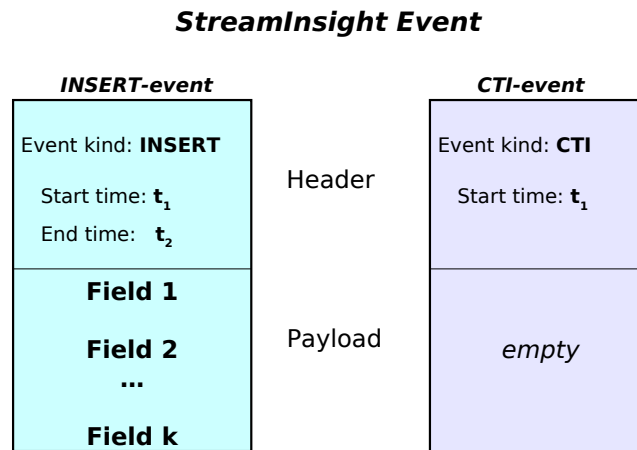 StreamInsight Event
INSERT-event
Event kind: INSERT
Start time: t1
End time: t2
Field 1
Field 2
...
Field k
Header
Payload
CTI-event
Event kind: CTI
Start time: t1
empty